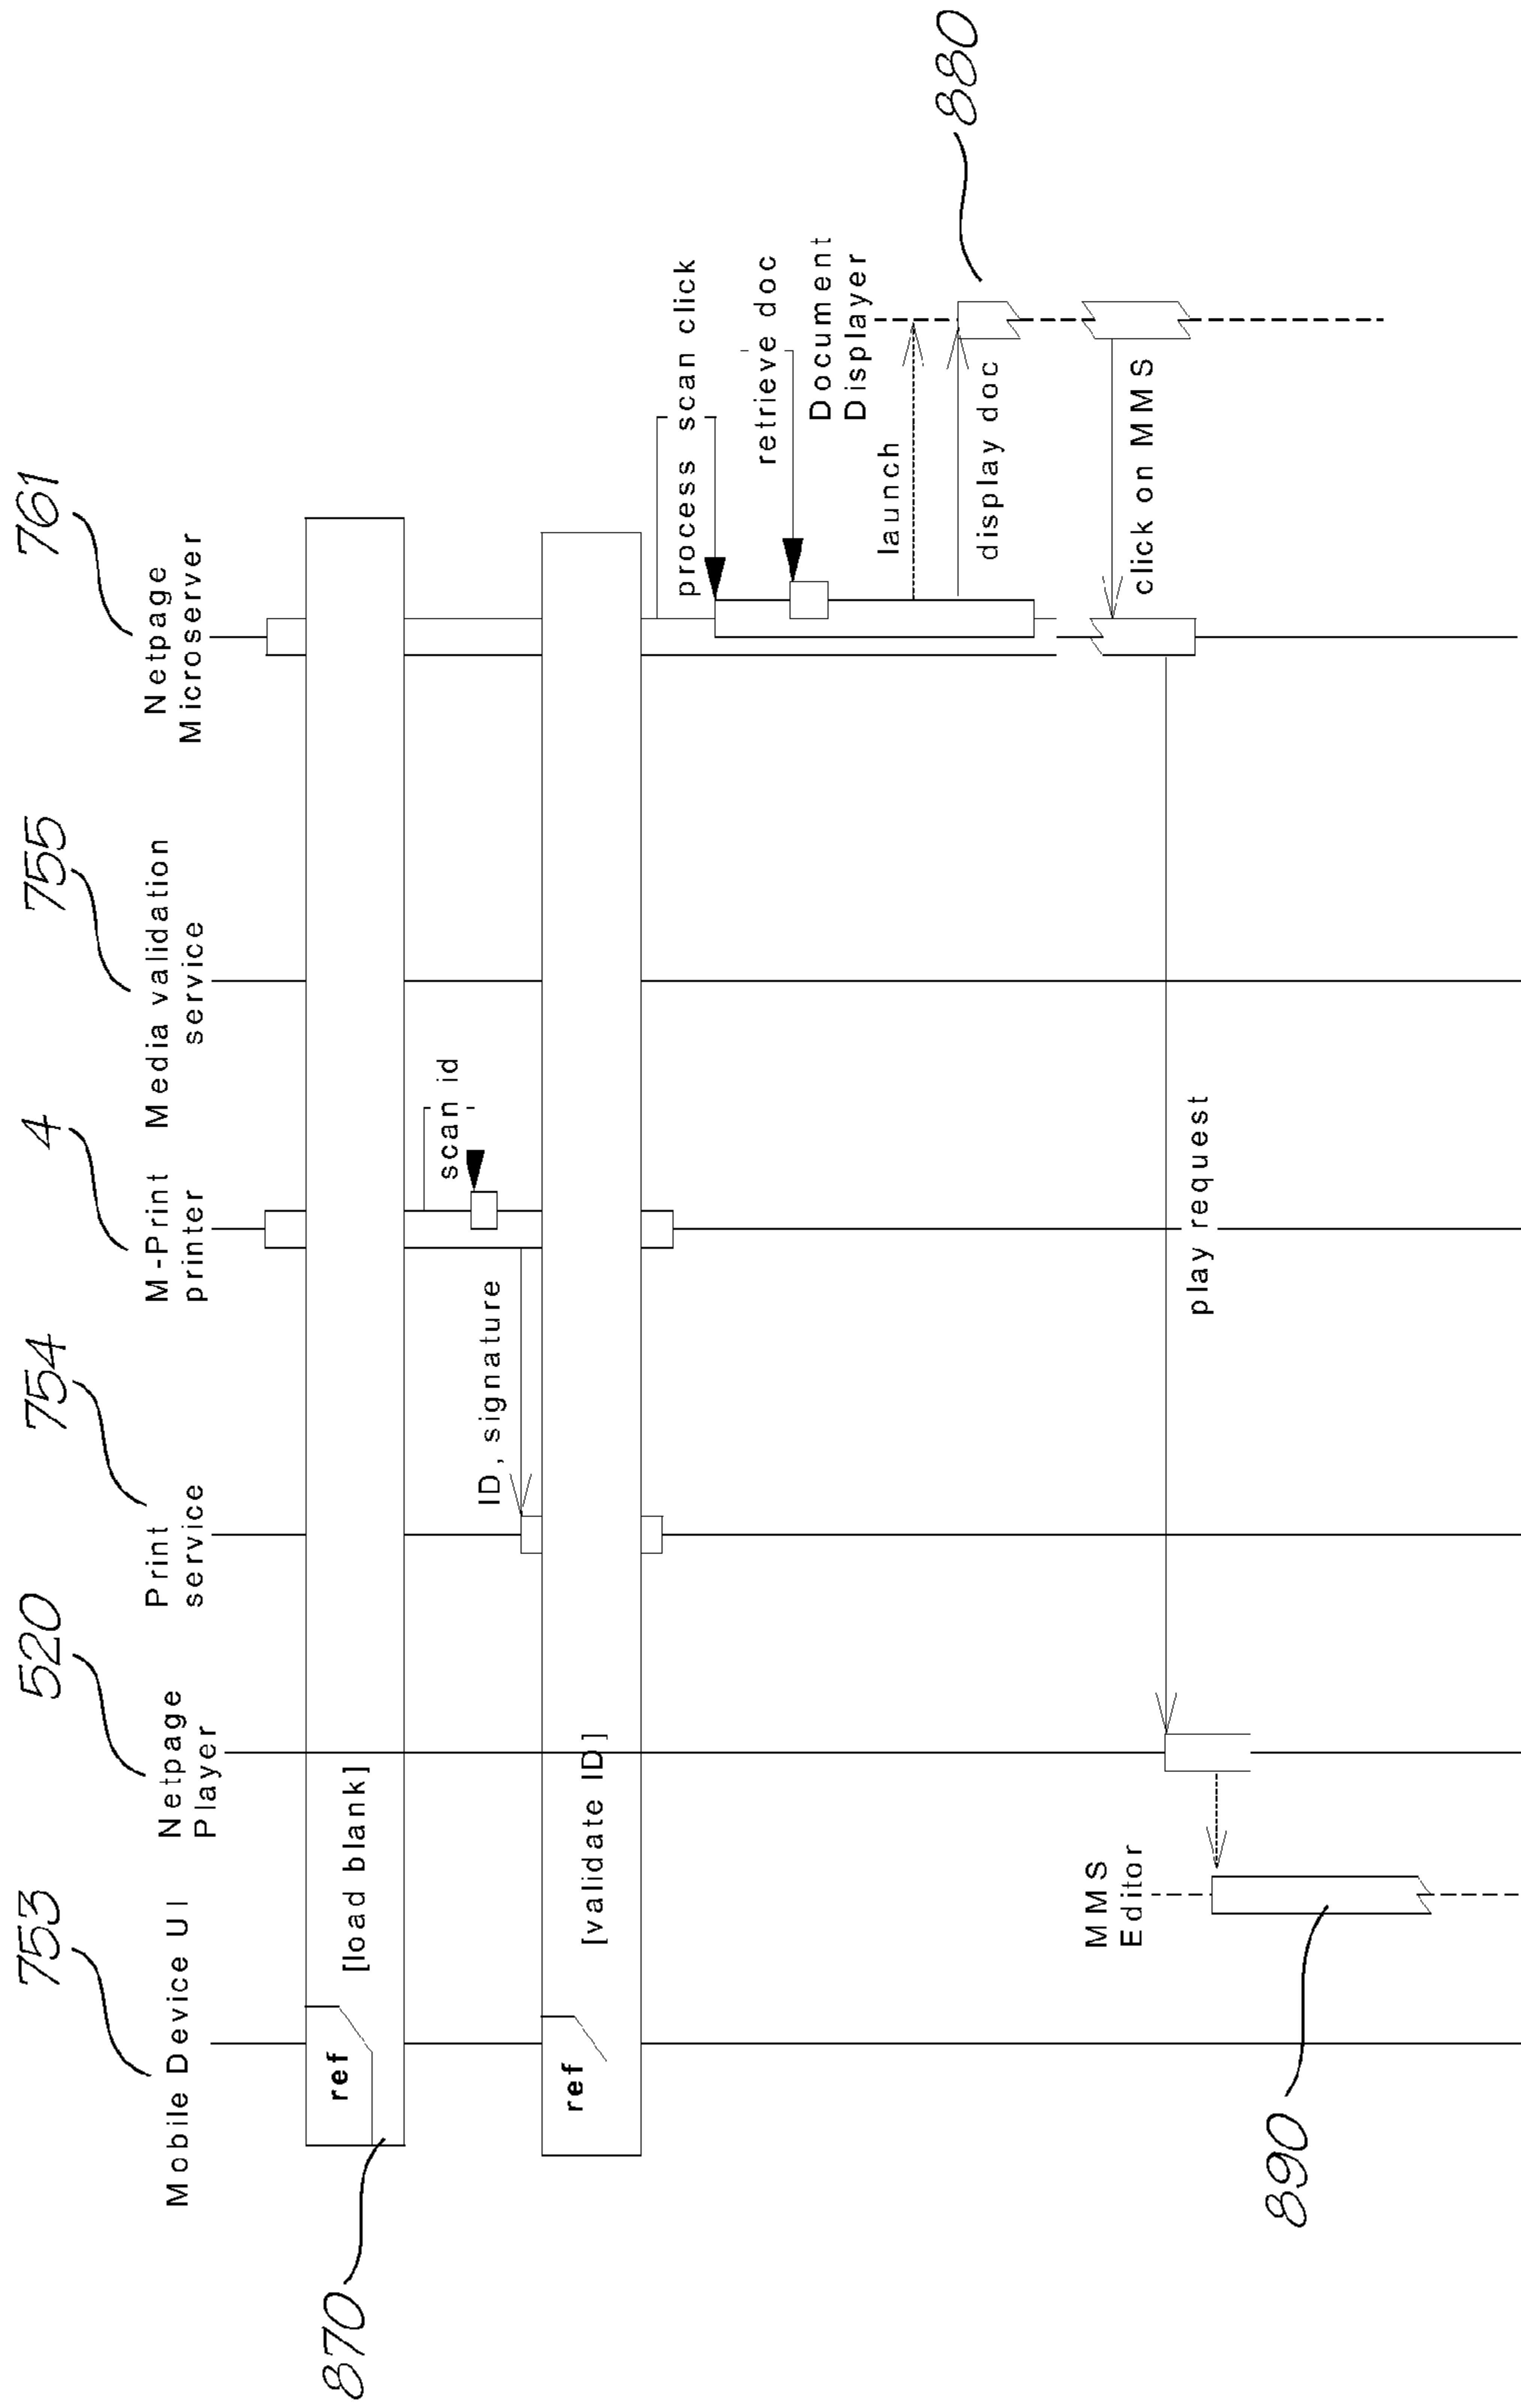 753
520
754
4
755
761
Mobile Device UI
Netpage
Player
Print
service
M-Print
printer
Media validation
service
Netpage
Microserver
870
ref
[load blank]
scan id
ID, signature
ref
[validate ID]
process scan click
retrieve doc
Document
Displayer
launch
880
display doc
MMS
Editor
click on MMS
play request
890